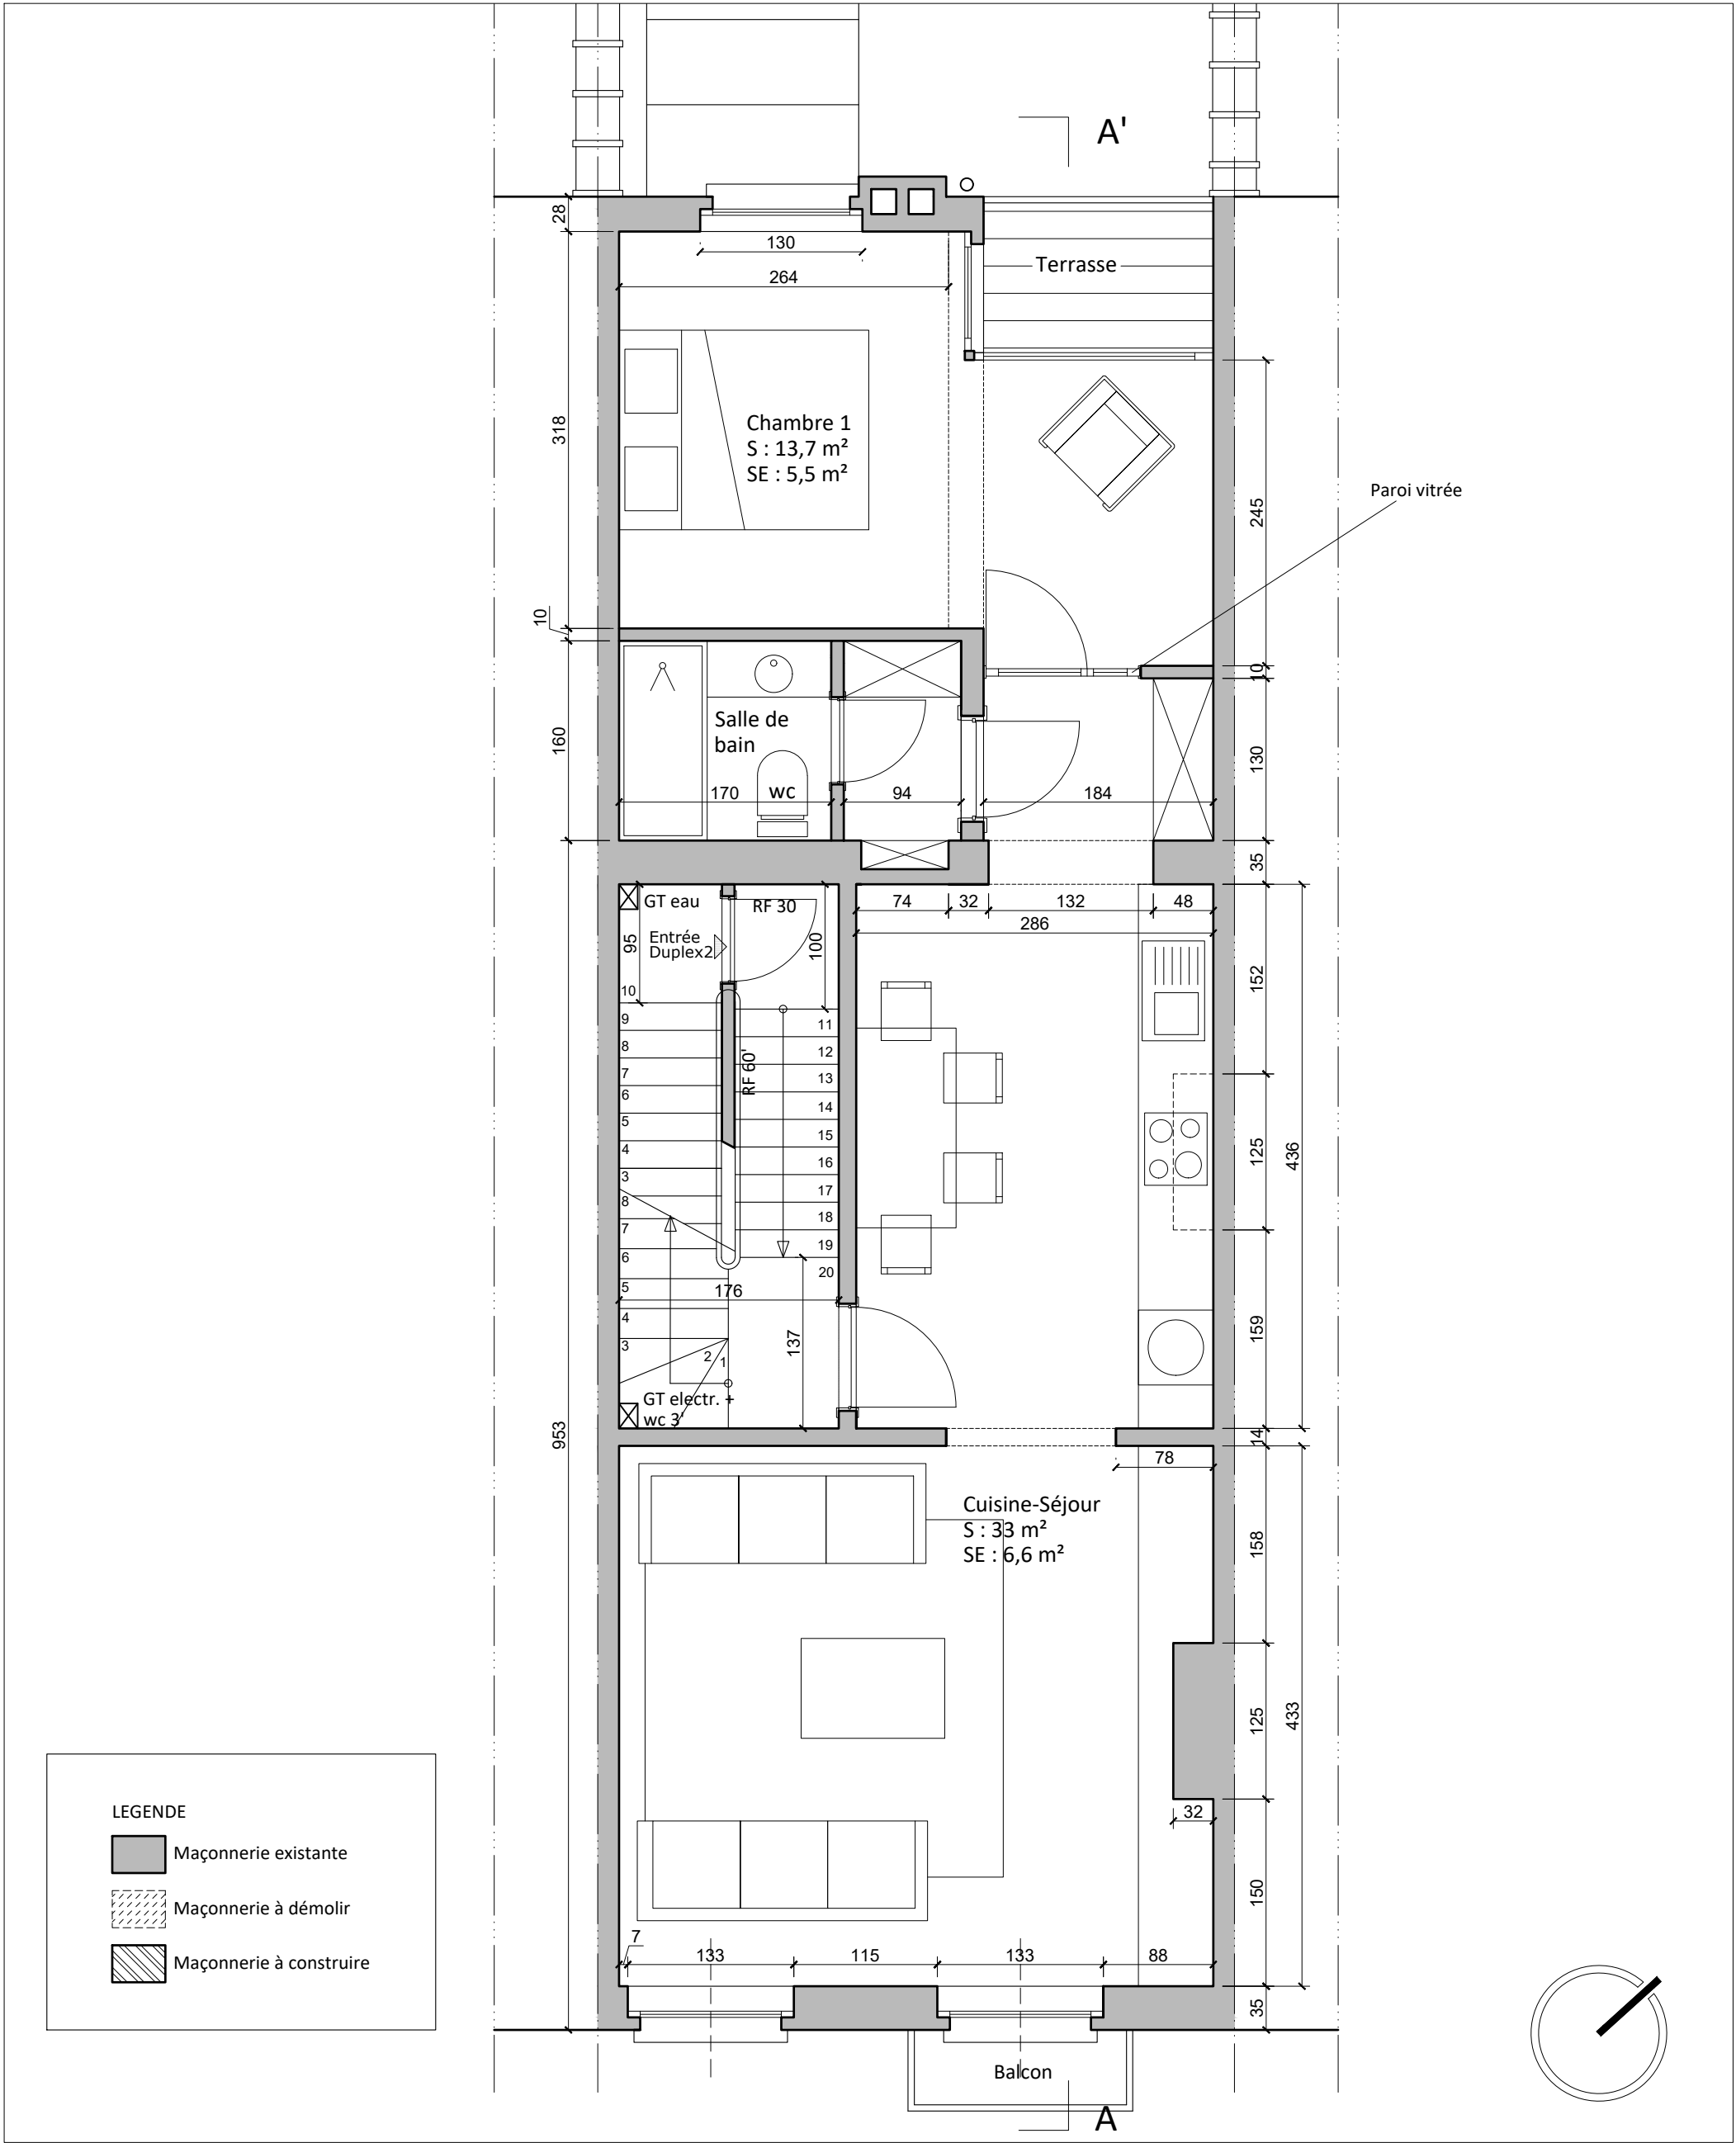 A'
28
130
264
Terrasse
318
Chambre 1
S : 13,7 m²
SE : 5,5 m²
245
Paroi vitrée
10
10
160
Salle de
bain
170
WC
94
184
130
35
GT eau
RF 30
74
32
132
48
286
95
Entrée
Duplex2
100
152
10
9
8
7
6
5
4
3
8
7
6
5
4
3
2
1
11
12
13
14
15
16
17
18
19
20
RF 60'
125
436
176
137
159
GT electr. +
wc 3'
953
14
78
Cuisine-Séjour
S : 33 m²
SE : 6,6 m²
158
125
433
32
150
7
133
115
133
88
35
Balcon
A
LEGENDE
Maçonnerie existante
Maçonnerie à démolir
Maçonnerie à construire